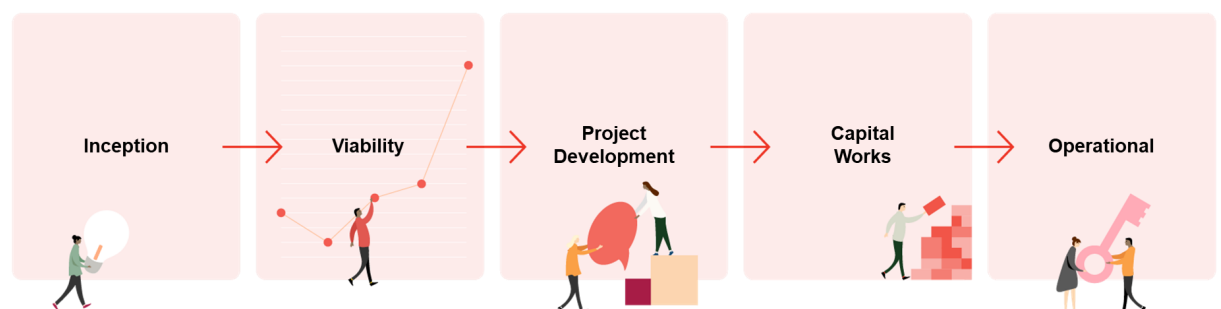 Inception
Viability
Project
Development
Capital
Works
Operational